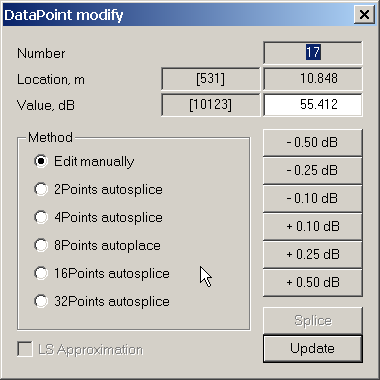 DataPoint modify
Number 17
Location, m [531] 10.848
Value, dB [10123] 55.412
Method
Edit manually
2Points autosplice
4Points autosplice
8Points autoplace
16Points autosplice
32Points autosplice
- 0.50 dB
- 0.25 dB
- 0.10 dB
+ 0.10 dB
+ 0.25 dB
+ 0.50 dB
Splice
LS Approximation
Update